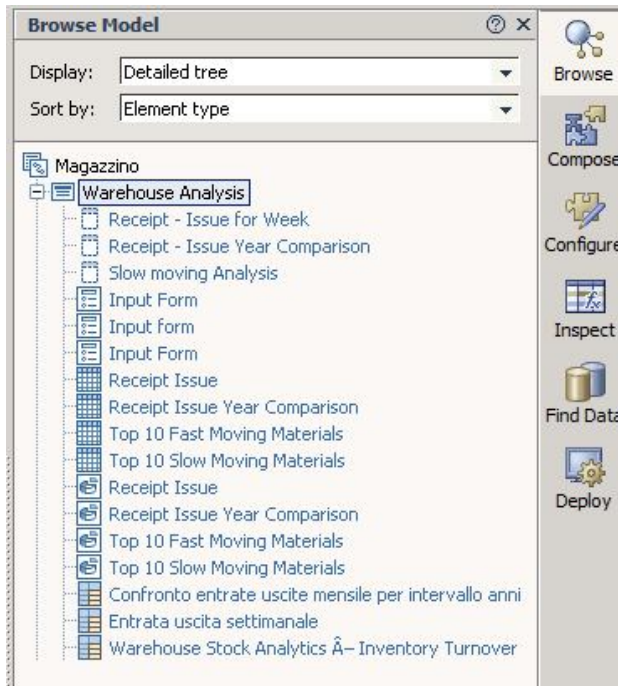 Browse Model
Display: Detailed tree
Sort by: Element type
Magazzino
Warehouse Analysis
Receipt - Issue for Week
Receipt - Issue Year Comparison
Slow moving Analysis
Input Form
Input form
Input Form
Receipt Issue
Receipt Issue Year Comparison
Top 10 Fast Moving Materials
Top 10 Slow Moving Materials
Receipt Issue
Receipt Issue Year Comparison
Top 10 Fast Moving Materials
Top 10 Slow Moving Materials
Confronto entrate uscite mensile per intervallo anni
Entrata uscita settimanale
Warehouse Stock Analytics Â– Inventory Turnover
Browse
Compose
Configure
Inspect
Find Data
Deploy